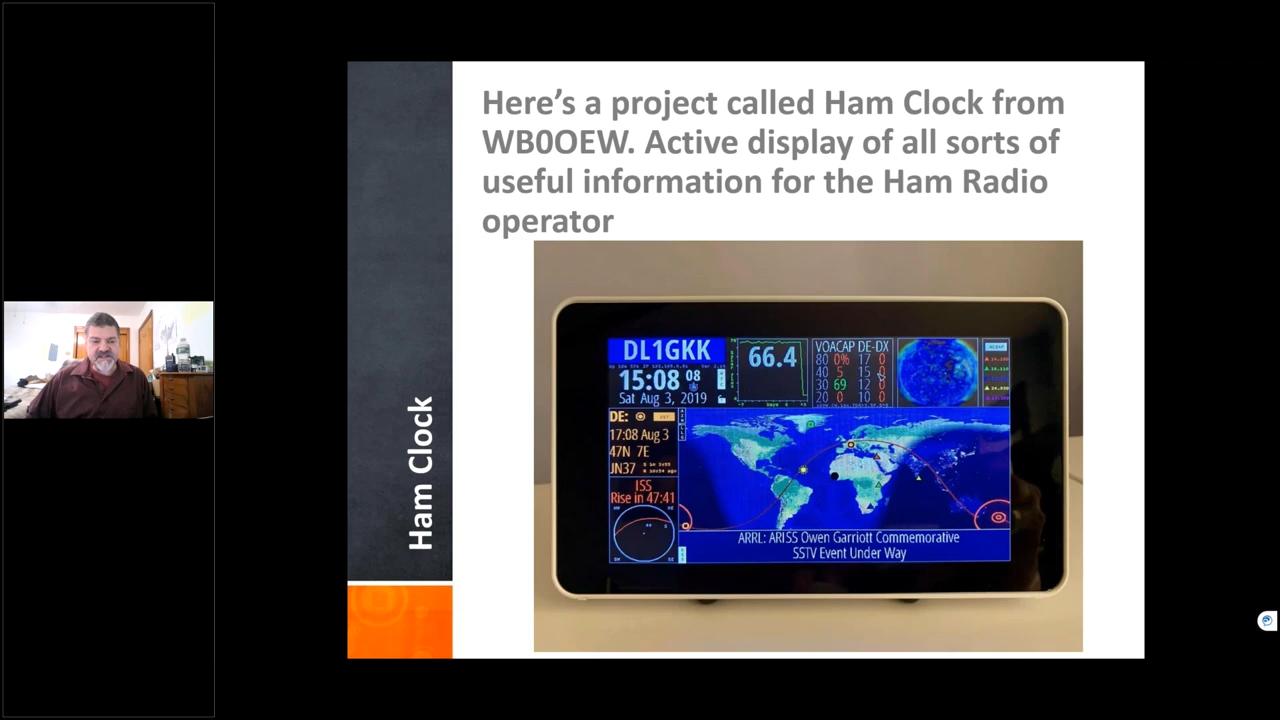 Here’s a project called Ham Clock from
WB0OEW. Active display of all sorts of
useful information for the Ham Radio
operator
Ham Clock
DL1GKK
15:08 08
Sat Aug 3, 2019
66.4
VOACAP DE-DX
80 0% 17 0
40 5 15 0
30 69 12 0
20 0 10 0
DE:
17:08 Aug 3
47N 7E
JN37
ISS
Rise in 47:41
ARRL: ARISS Owen Garriott Commemorative
SSTV Event Under Way